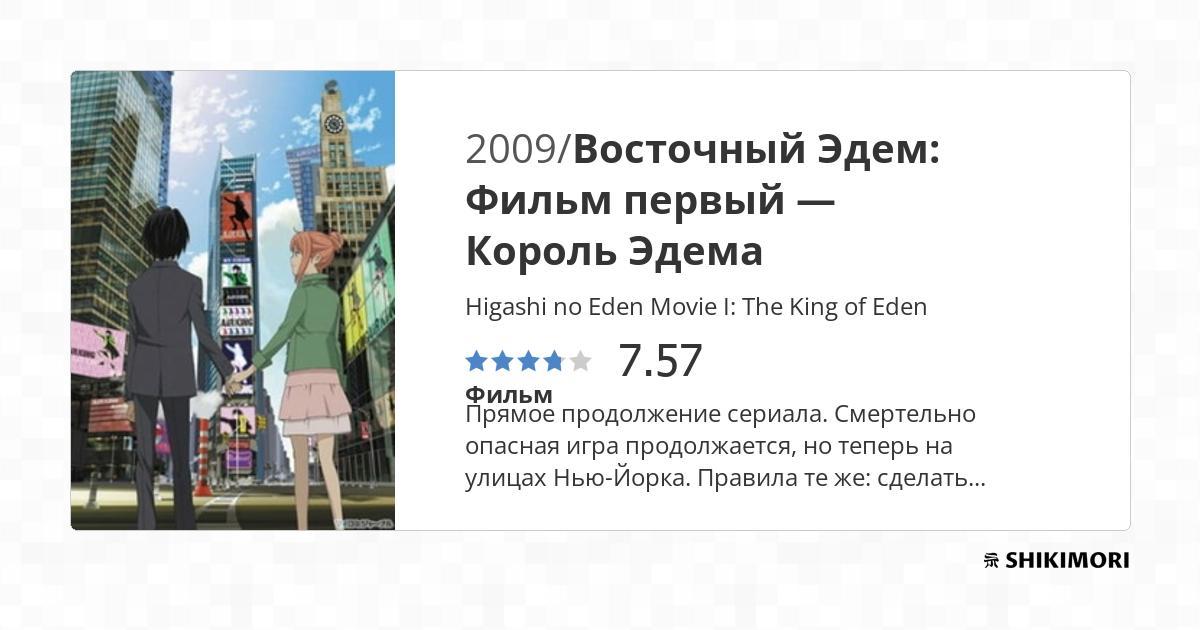 2009/Восточный Эдем:
Фильм первый —
Король Эдема
Higashi no Eden Movie I: The King of Eden
7.57
Фильм
Прямое продолжение сериала. Смертельно
опасная игра продолжается, но теперь на
улицах Нью-Йорка. Правила те же: сделать...
SHIKIMORI